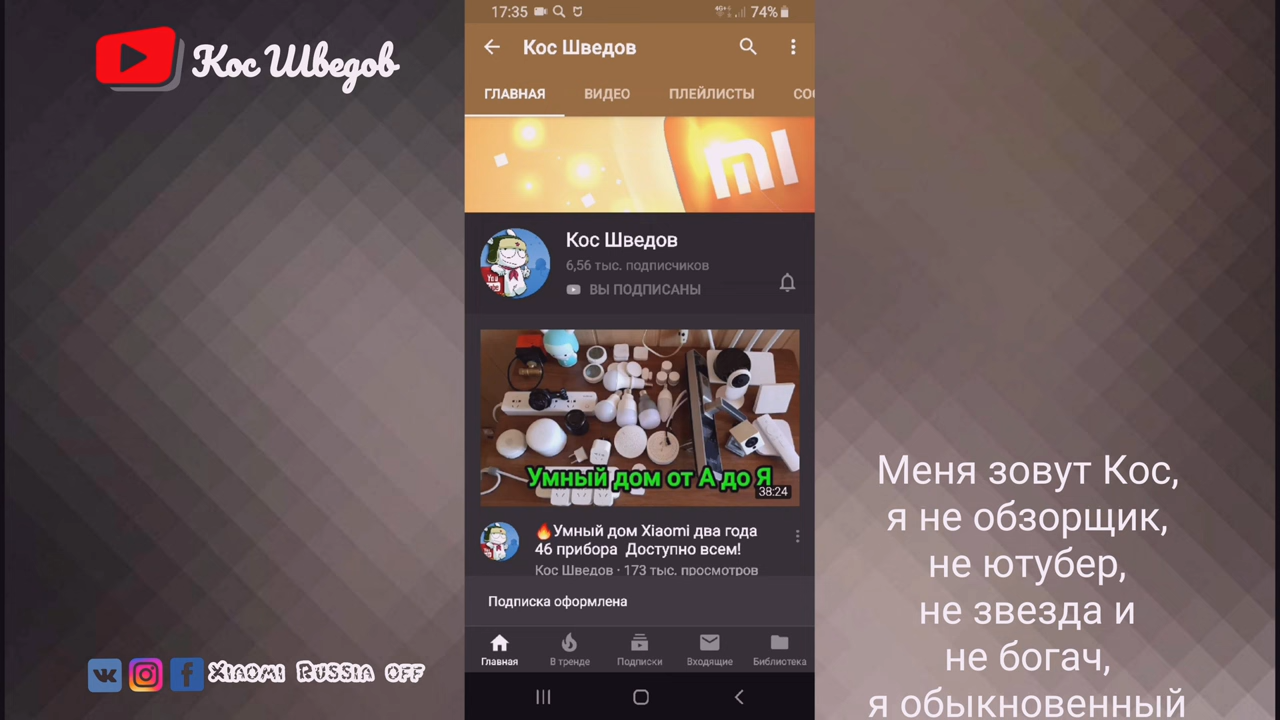 Кос Шведов
17:35
4G+
74%
Кос Шведов
ГЛАВНАЯ
ВИДЕО
ПЛЕЙЛИСТЫ
СОО
mi
Кос Шведов
6,56 тыс. подписчиков
You
ВЫ ПОДПИСАНЫ
Умный дом от А до Я
38:24
🔥Умный дом Xiaomi два года
46 прибора Доступно всем!
Кос Шведов · 173 тыс. просмотров
Подписка оформлена
Главная
В тренде
Подписки
Входящие
Библиотека
Xiaomi Russia off
Меня зовут Кос,
я не обзорщик,
не ютубер,
не звезда и
не богач,
я обыкновенный